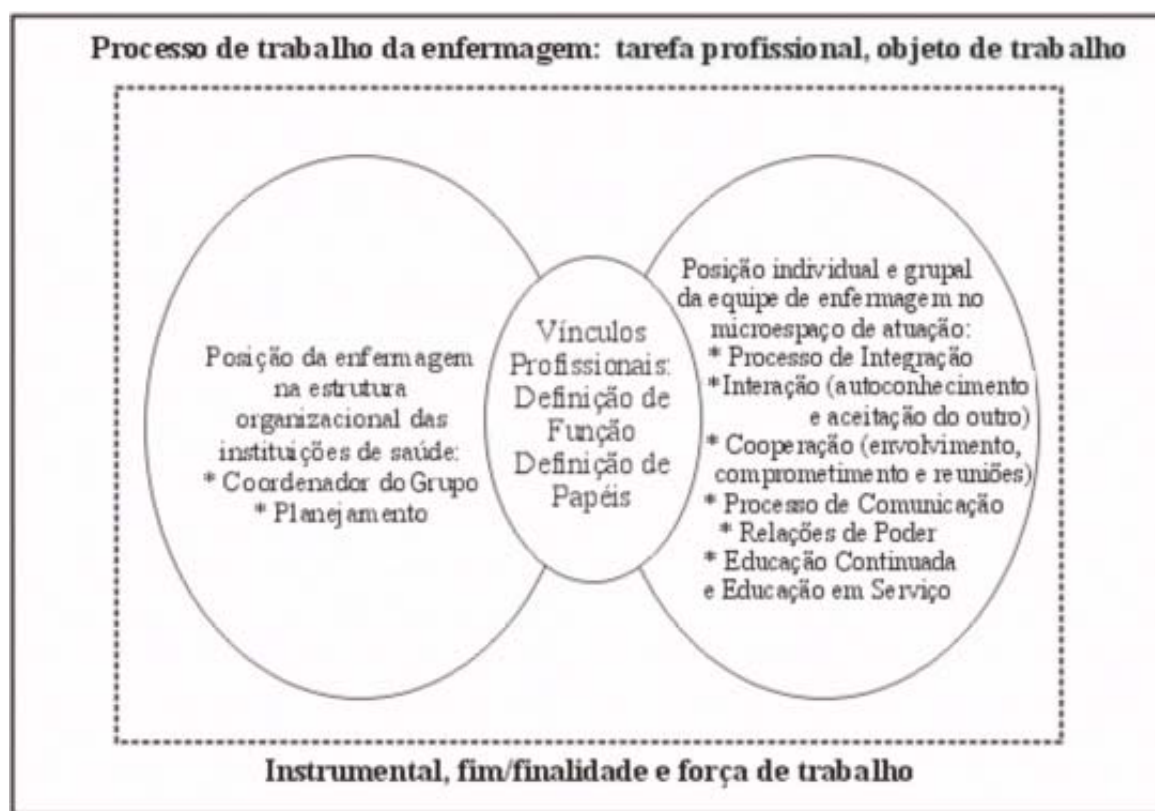 Processo de trabalho da enfermagem: tarefa profissional, objeto de trabalho
Posição da enfermagem
na estrutura
organizacional das
instituições de saúde:
* Coordenador do Grupo
* Planejamento
Vínculos
Profissionais:
Definição de
Função
Definição de
Papéis
Posição individual e grupal
da equipe de enfermagem no
microespaço de atuação:
* Processo de Integração
*Interação (autoconhecimento
e aceitação do outro)
* Cooperação (envolvimento,
comprometimento e reuniões)
* Processo de Comunicação
* Relações de Poder
* Educação Continuada
e Educação em Serviço
Instrumental, fim/finalidade e força de trabalho